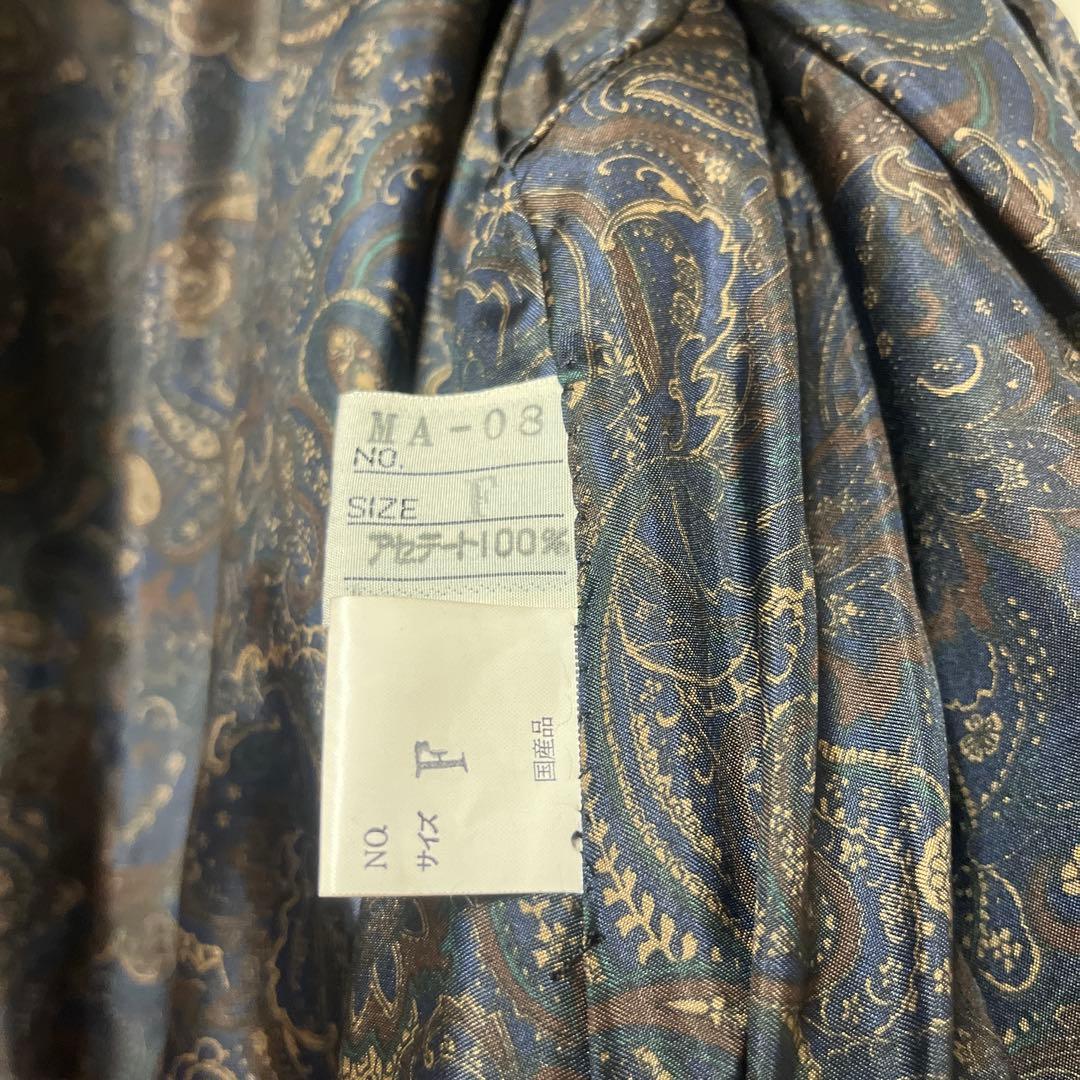 MA-08
NO.
SIZE F
アセテート100%
NO.
サイズ F
国産品